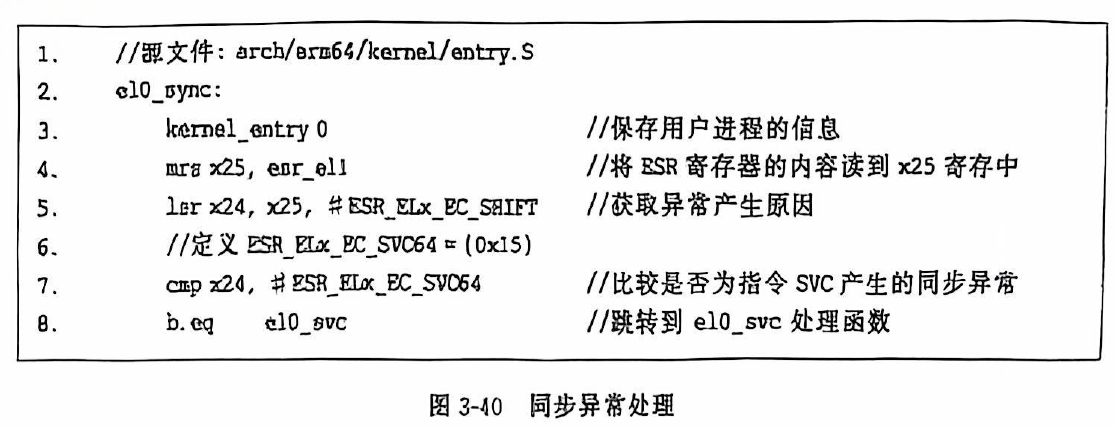 1. //源文件: arch/arm64/kernel/entry.S
2. el0_sync:
3. kernel_entry 0 //保存用户进程的信息
4. mrs x25, esr_el1 //将 ESR 寄存器的内容读到 x25 寄存中
5. lsr x24, x25, #ESR_ELx_EC_SHIFT //获取异常产生原因
6. //定义 ESR_ELx_EC_SVC64 = (0x15)
7. cmp x24, #ESR_ELx_EC_SVC64 //比较是否为指令 SVC 产生的同步异常
8. b.eq el0_svc //跳转到 el0_svc 处理函数
图 3-40 同步异常处理